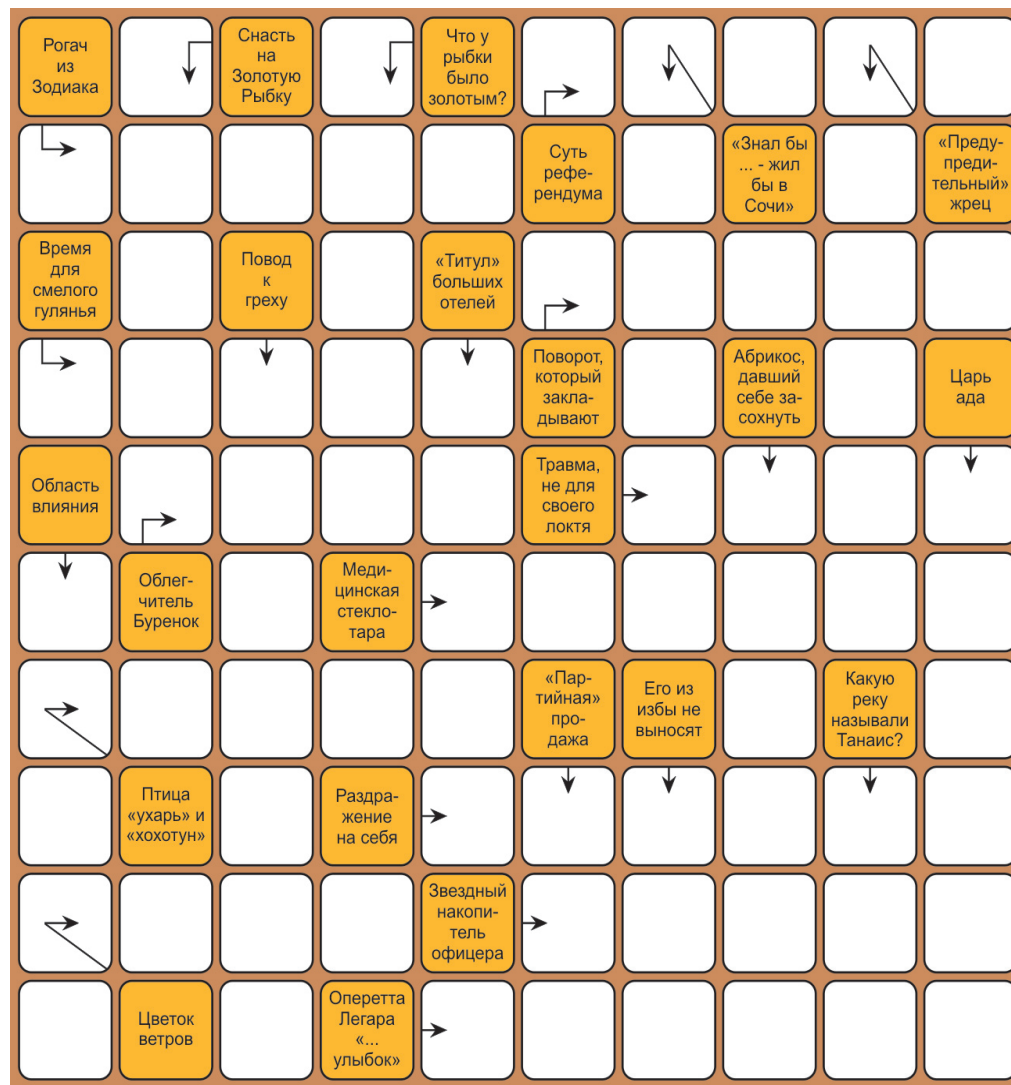 Рогач
из
Зодиака
Снасть
на
Золотую
Рыбку
Что у
рыбки
было
золотым?
Суть
рефе-
рендума
«Знал бы
... - жил
бы в
Сочи»
«Преду-
преди-
тельный»
жрец
Время
для
смелого
гулянья
Повод
к
греху
«Титул»
больших
отелей
Поворот,
который
закла-
дывают
Абрикос,
давший
себе за-
сохнуть
Царь
ада
Область
влияния
Травма,
не для
своего
локтя
Облег-
читель
Буренок
Меди-
цинская
стекло-
тара
«Пар-
тийная»
про-
дажа
Его из
избы не
выносят
Какую
реку
называли
Танаис?
Птица
«ухарь» и
«хохотун»
Раздра-
жение
на себя
Звездный
накопи-
тель
офицера
Цветок
ветров
Оперетта
Легара
«...
улыбок»